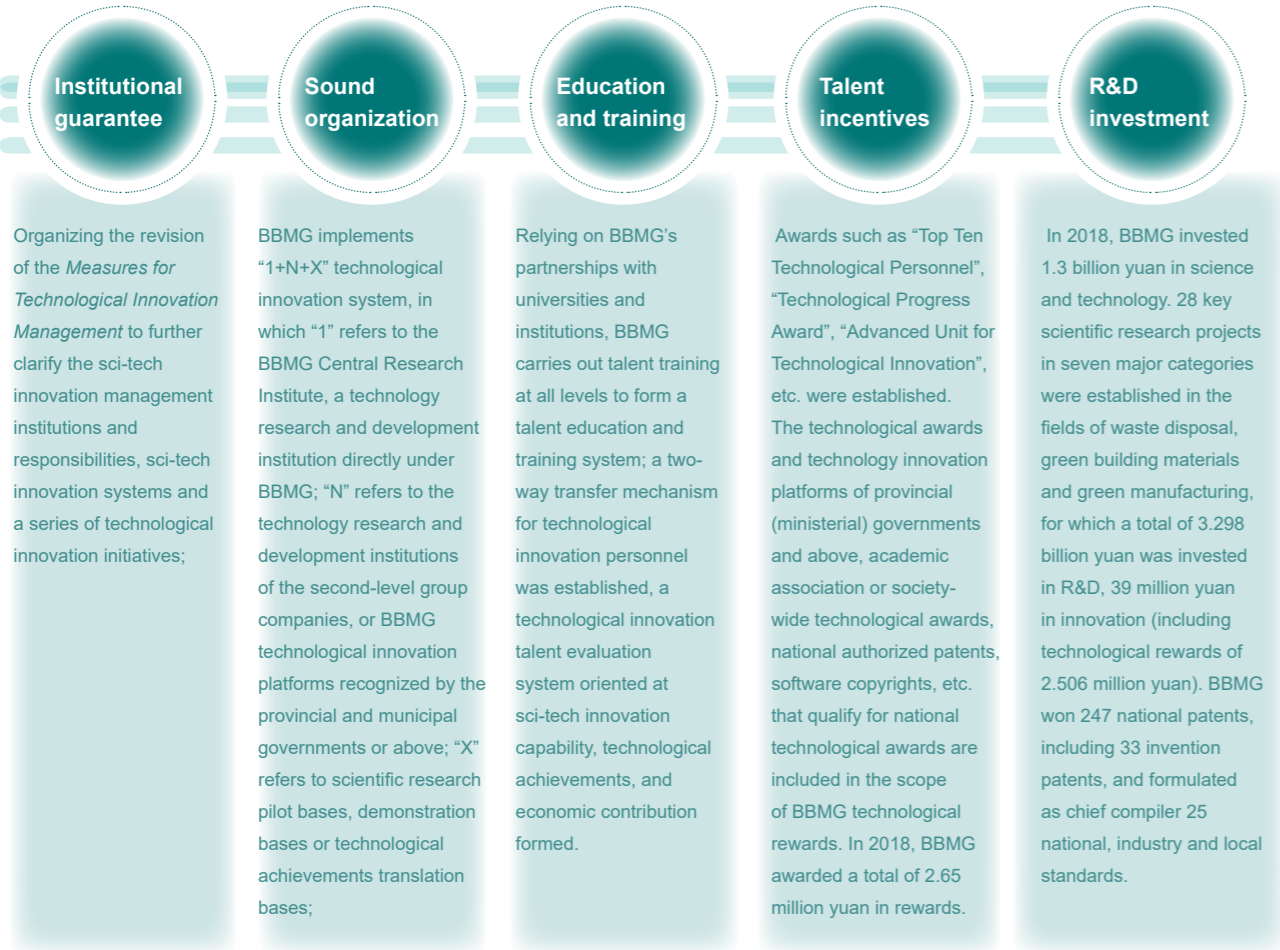 Institutional
guarantee
Organizing the revision
of the Measures for
Technological Innovation
Management to further
clarify the sci-tech
innovation management
institutions and
responsibilities, sci-tech
innovation systems and
a series of technological
innovation initiatives;
Sound
organization
BBMG implements
“1+N+X” technological
innovation system, in
which “1” refers to the
BBMG Central Research
Institute, a technology
research and development
institution directly under
BBMG; “N” refers to the
technology research and
development institutions
of the second-level group
companies, or BBMG
technological innovation
platforms recognized by the
provincial and municipal
governments or above; “X”
refers to scientific research
pilot bases, demonstration
bases or technological
achievements translation
bases;
Education
and training
Relying on BBMG’s
partnerships with
universities and
institutions, BBMG
carries out talent training
at all levels to form a
talent education and
training system; a two-
way transfer mechanism
for technological
innovation personnel
was established, a
technological innovation
talent evaluation
system oriented at
sci-tech innovation
capability, technological
achievements, and
economic contribution
formed.
Talent
incentives
Awards such as “Top Ten
Technological Personnel”,
“Technological Progress
Award”, “Advanced Unit for
Technological Innovation”,
etc. were established.
The technological awards
and technology innovation
platforms of provincial
(ministerial) governments
and above, academic
association or society-
wide technological awards,
national authorized patents,
software copyrights, etc.
that qualify for national
technological awards are
included in the scope
of BBMG technological
rewards. In 2018, BBMG
awarded a total of 2.65
million yuan in rewards.
R&D
investment
In 2018, BBMG invested
1.3 billion yuan in science
and technology. 28 key
scientific research projects
in seven major categories
were established in the
fields of waste disposal,
green building materials
and green manufacturing,
for which a total of 3.298
billion yuan was invested
in R&D, 39 million yuan
in innovation (including
technological rewards of
2.506 million yuan). BBMG
won 247 national patents,
including 33 invention
patents, and formulated
as chief compiler 25
national, industry and local
standards.